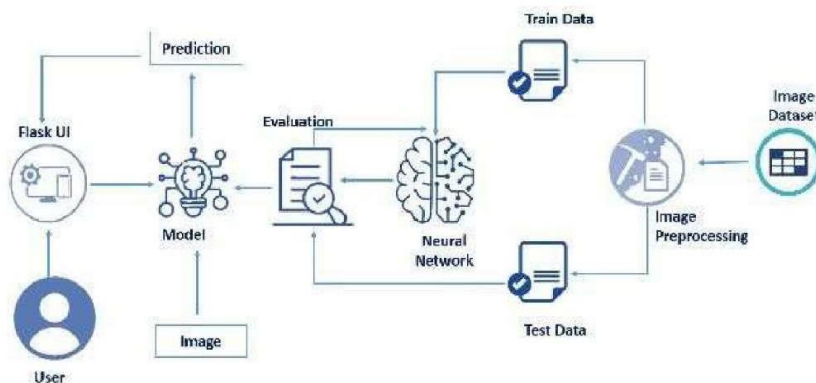 Train Data
Prediction
Image
Dataset
Evaluation
Flask UI
Model
Neural
Network
Image
Preprocessing
Image
Test Data
User